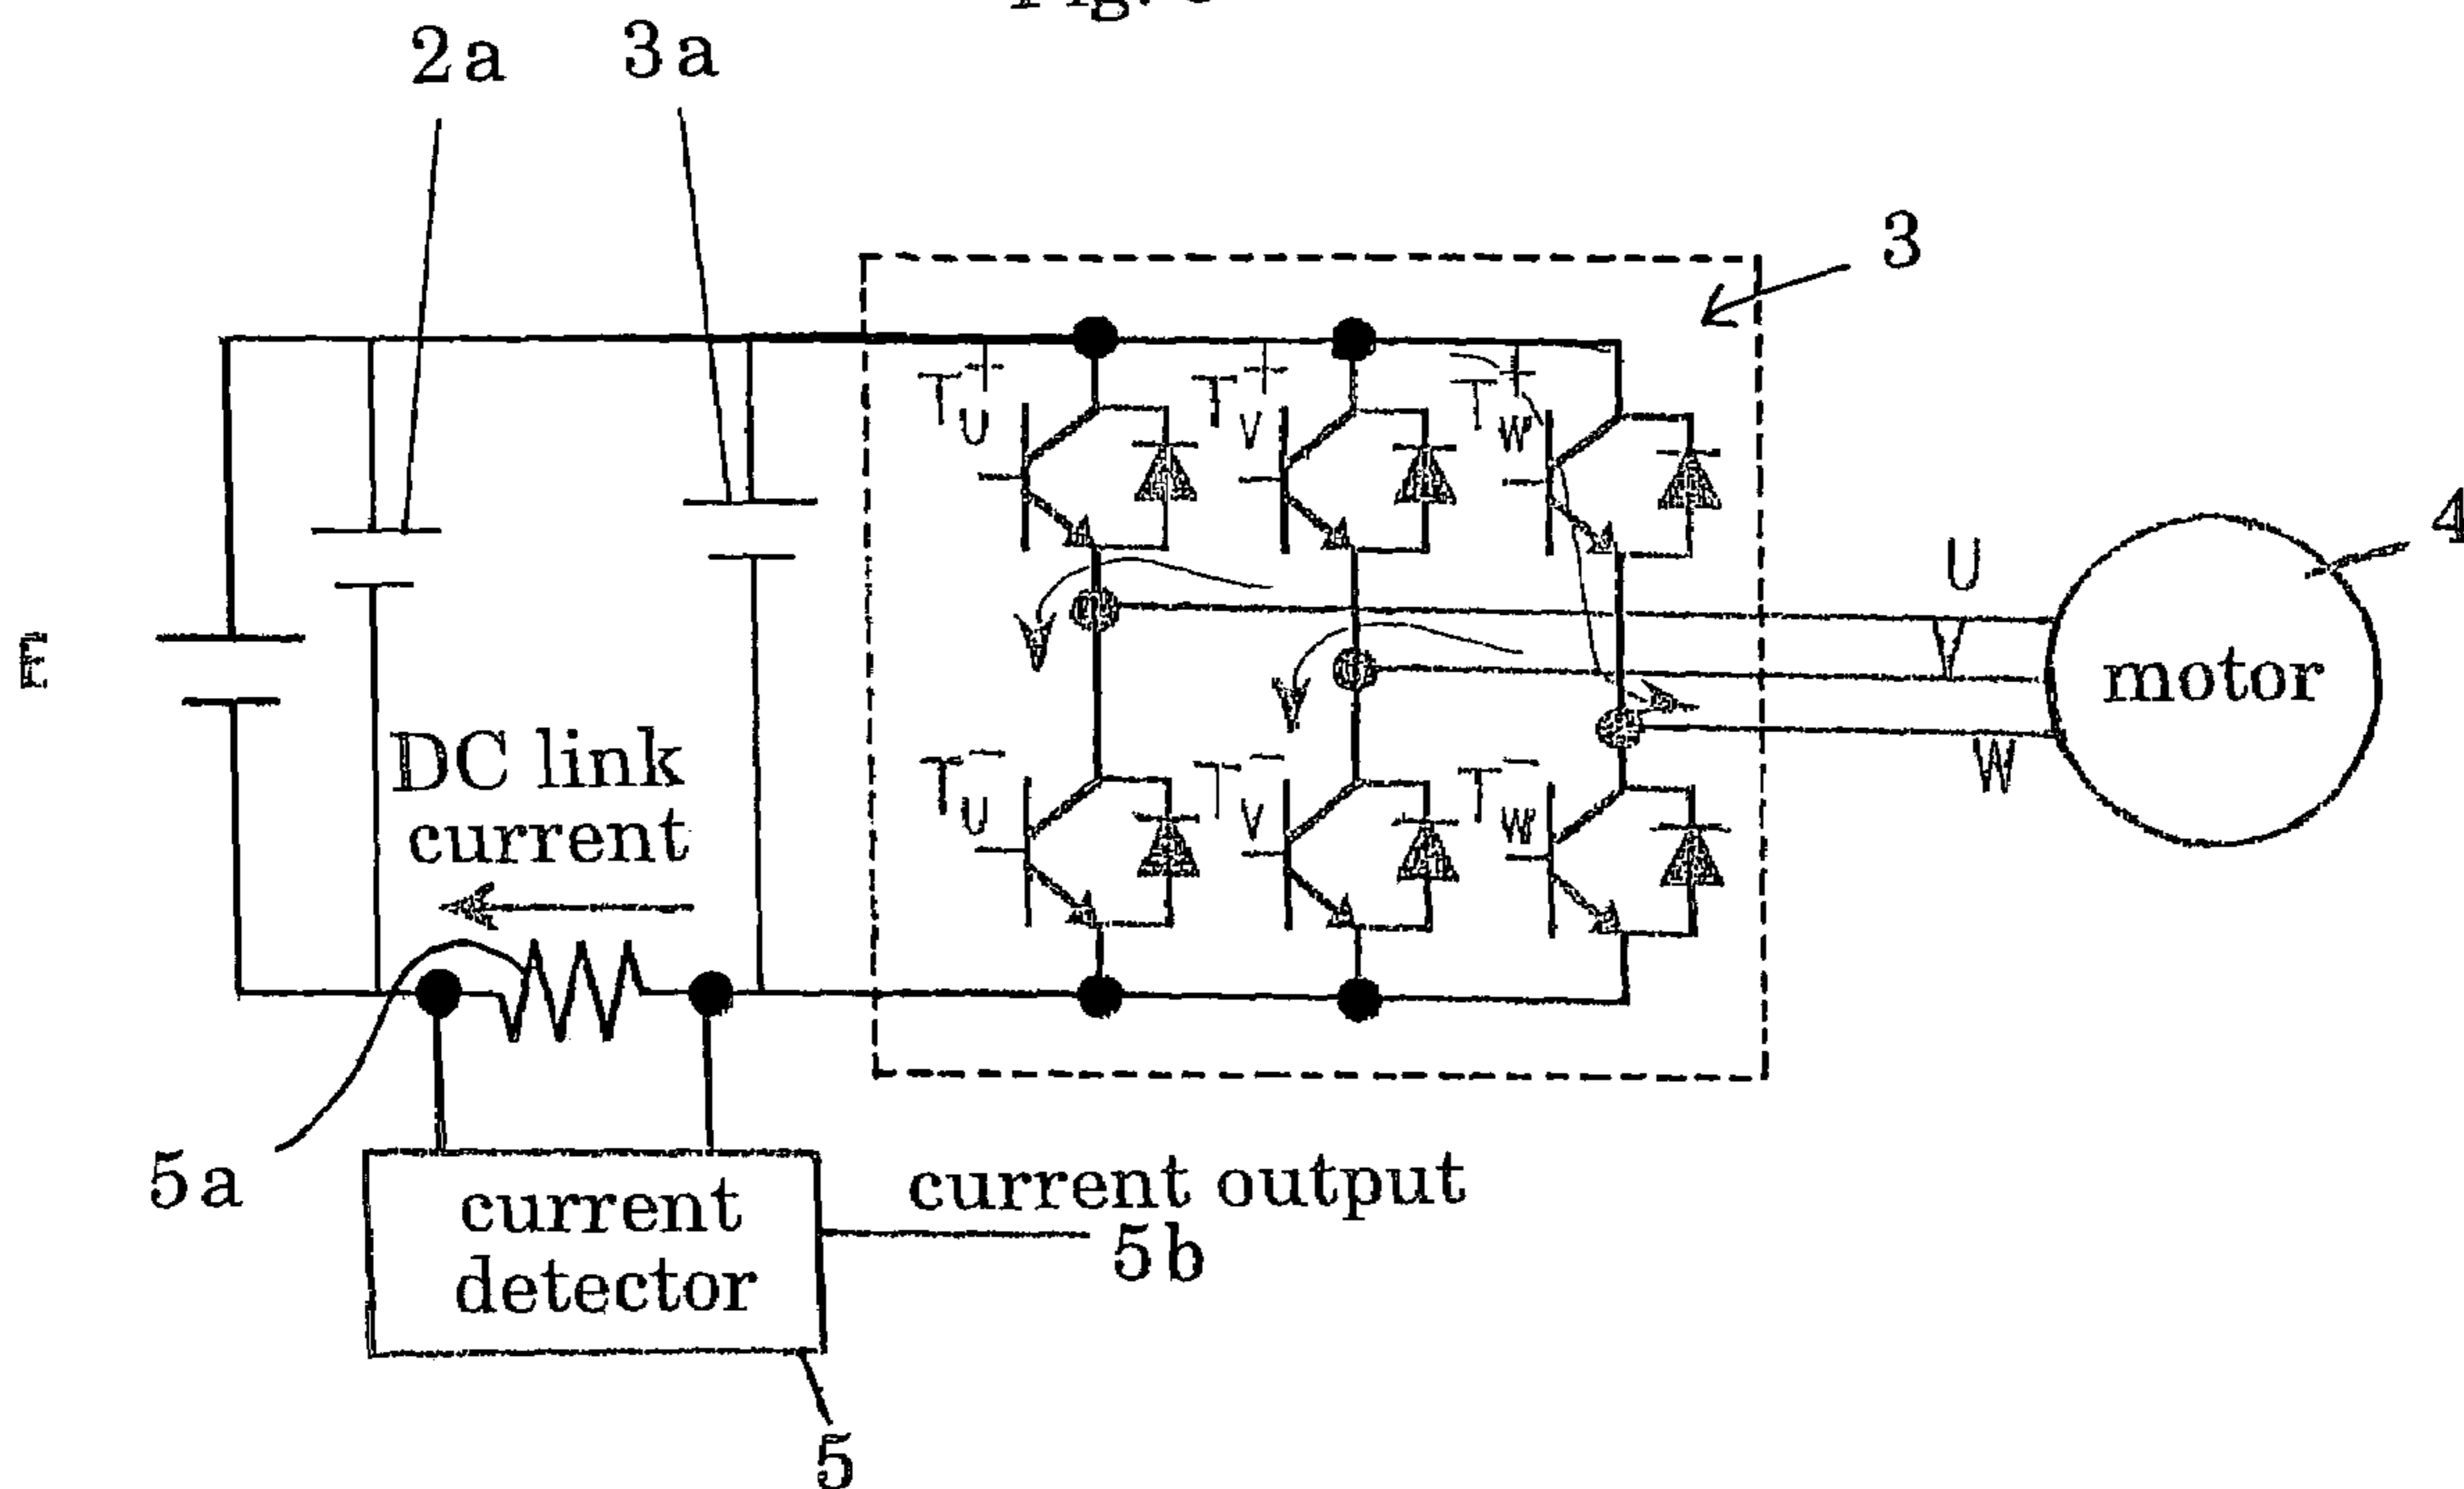 2a 3a
3
T+U T+V T+W
4
U
V
motor
E
W
DC link
current
T-U T-V T-W
5a
current
detector
current output
5b
5